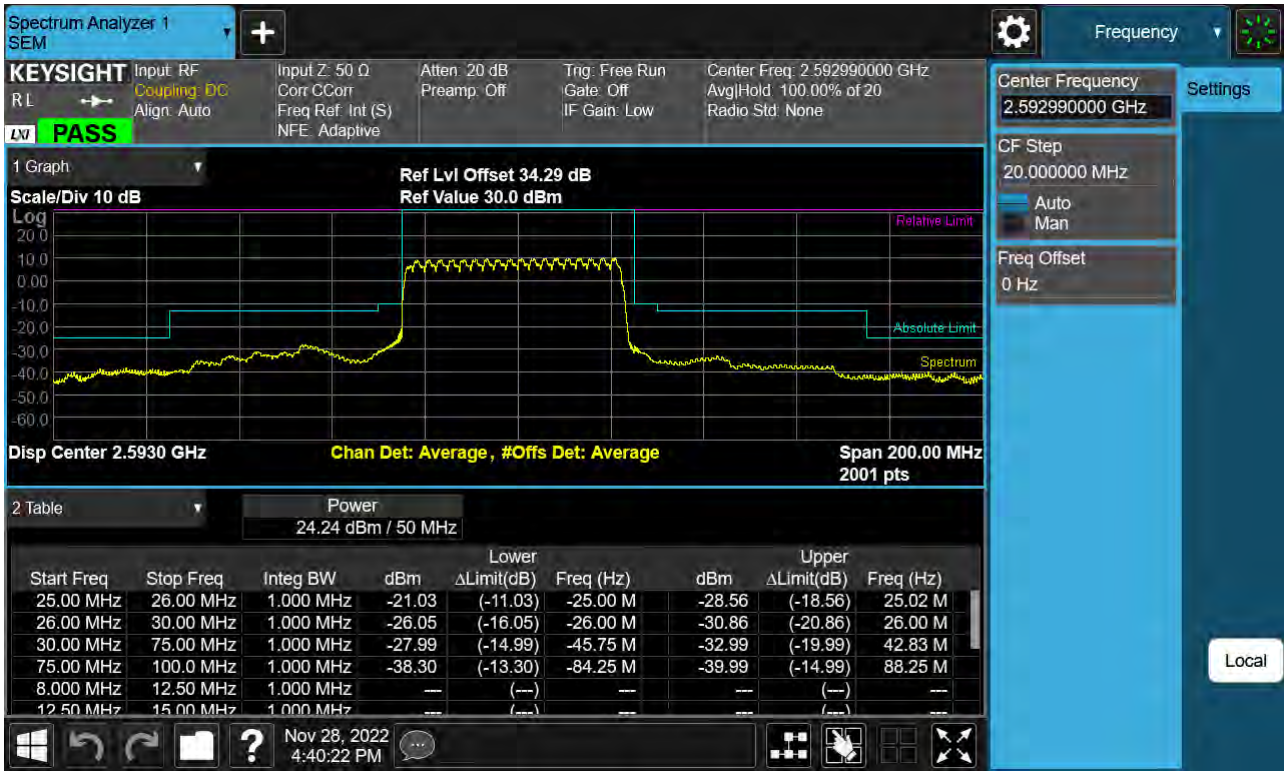 Spectrum Analyzer 1
SEM
+
Frequency
KEYSIGHT
RL
LXI
PASS
Input: RF
Coupling: DC
Align: Auto
Input Z: 50 Ω
Corr CCorr
Freq Ref: Int (S)
NFE: Adaptive
Atten: 20 dB
Preamp: Off
Trig: Free Run
Gate: Off
IF Gain: Low
Center Freq: 2.592990000 GHz
Avg|Hold: 100.00% of 20
Radio Std: None
Center Frequency
2.592990000 GHz
Settings
CF Step
20.000000 MHz
Auto
Man
Freq Offset
0 Hz
Local
1 Graph
Scale/Div 10 dB
Ref Lvl Offset 34.29 dB
Ref Value 30.0 dBm
Log
20.0
10.0
0.00
-10.0
-20.0
-30.0
-40.0
-50.0
-60.0
Relative Limit
Absolute Limit
Spectrum
Disp Center 2.5930 GHz
Chan Det: Average, #Offs Det: Average
Span 200.00 MHz
2001 pts
2 Table
Power
24.24 dBm / 50 MHz
Lower Upper
Start Freq Stop Freq Integ BW dBm ΔLimit(dB) Freq (Hz) dBm ΔLimit(dB) Freq (Hz)
25.00 MHz 26.00 MHz 1.000 MHz -21.03 (-11.03) -25.00 M -28.56 (-18.56) 25.02 M
26.00 MHz 30.00 MHz 1.000 MHz -26.05 (-16.05) -26.00 M -30.86 (-20.86) 26.00 M
30.00 MHz 75.00 MHz 1.000 MHz -27.99 (-14.99) -45.75 M -32.99 (-19.99) 42.83 M
75.00 MHz 100.0 MHz 1.000 MHz -38.30 (-13.30) -84.25 M -39.99 (-14.99) 88.25 M
8.000 MHz 12.50 MHz 1.000 MHz --- (---) --- --- (---) ---
12.50 MHz 15.00 MHz 1.000 MHz --- (---) --- --- (---) ---
?
Nov 28, 2022
4:40:22 PM